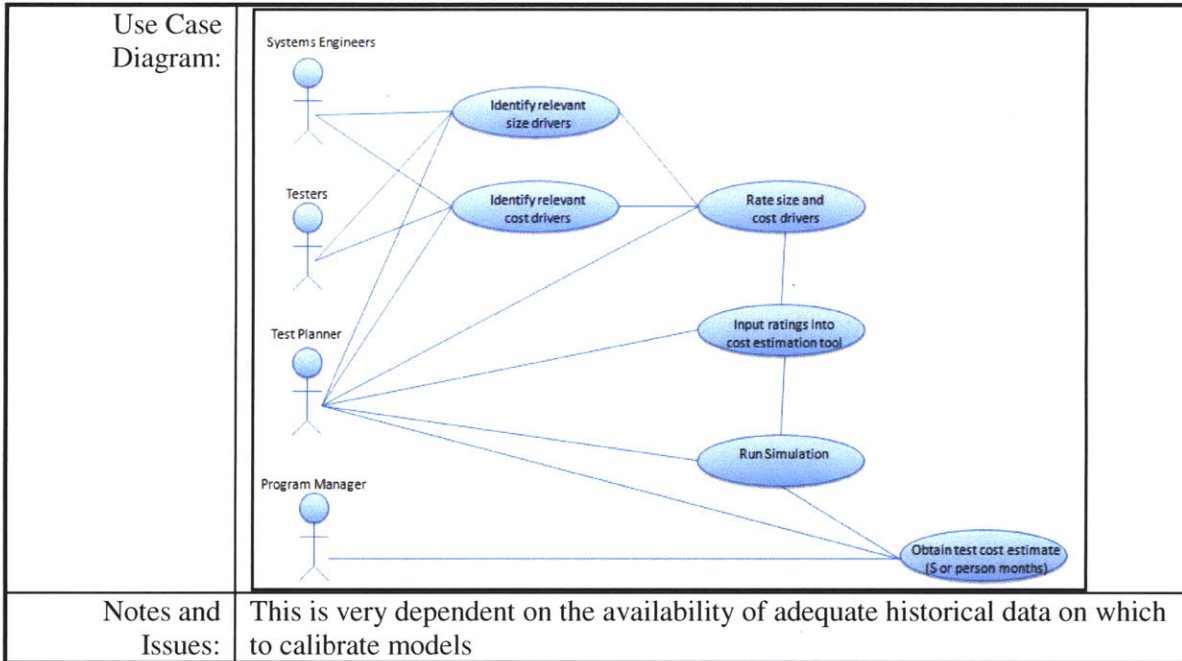 Use Case
Diagram:
Systems Engineers
Identify relevant
size drivers
Testers
Identify relevant
cost drivers
Rate size and
cost drivers
Test Planner
Input ratings into
cost estimation tool
Run Simulation
Program Manager
Obtain test cost estimate
($ or person months)
Notes and
Issues:
This is very dependent on the availability of adequate historical data on which
to calibrate models